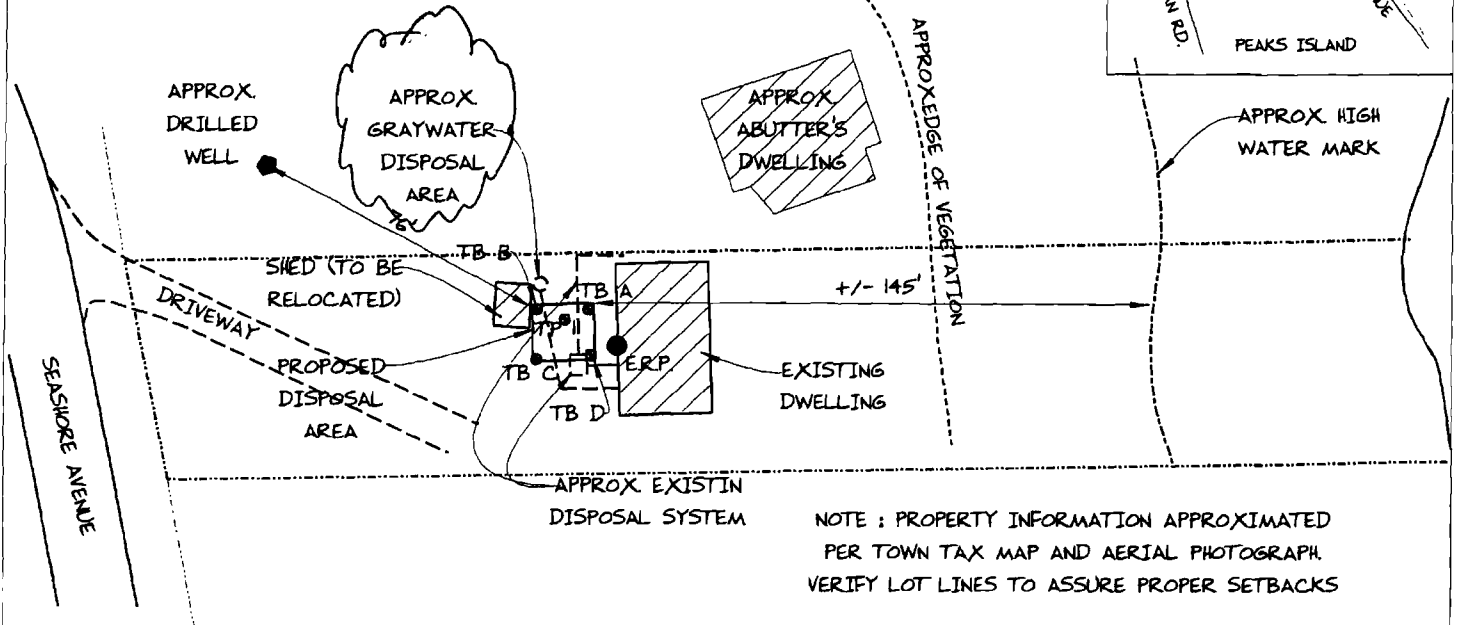 PEAKS ISLAND
APPROX.
DRILLED
WELL
APPROX.
GRAYWATER
DISPOSAL
AREA
APPROX.
ABUTTER'S
DWELLING
APPROX EDGE OF VEGETATION
APPROX HIGH
WATER MARK
76'
TB B
SHED (TO BE
RELOCATED)
TB A
+/- 145'
DRIVEWAY
TP 1
PROPOSED
DISPOSAL
AREA
TB C
E.R.P.
TB D
EXISTING
DWELLING
SEASHORE AVENUE
APPROX EXISTIN
DISPOSAL SYSTEM
NOTE : PROPERTY INFORMATION APPROXIMATED
PER TOWN TAX MAP AND AERIAL PHOTOGRAPH.
VERIFY LOT LINES TO ASSURE PROPER SETBACKS
RD.